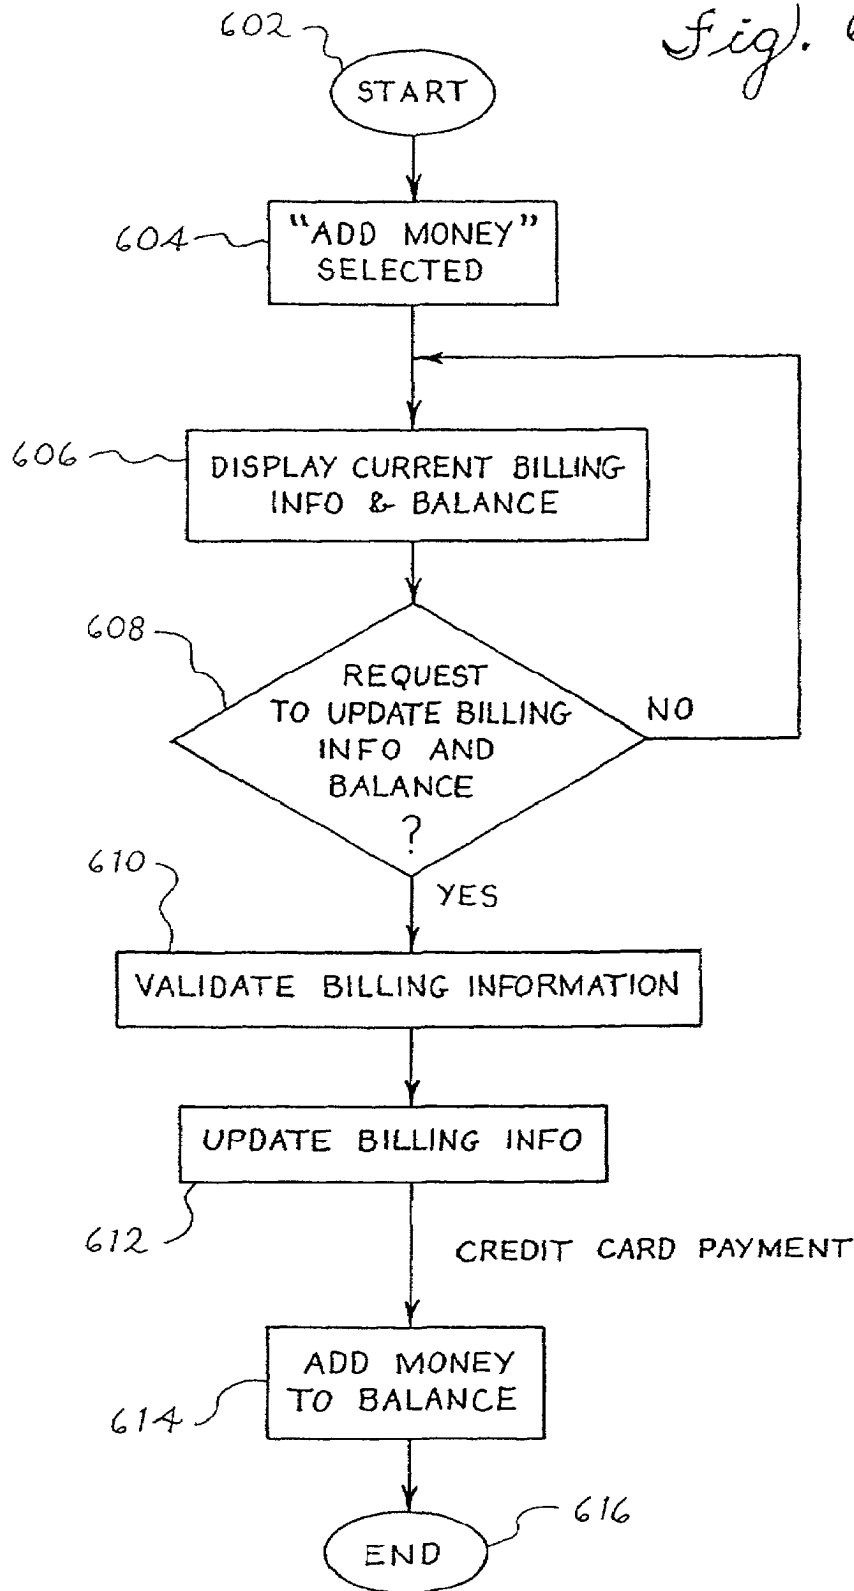 602
Fig. 6
START
604
"ADD MONEY"
SELECTED
606
DISPLAY CURRENT BILLING
INFO & BALANCE
608
REQUEST
TO UPDATE BILLING
INFO AND
BALANCE
?
NO
YES
610
VALIDATE BILLING INFORMATION
UPDATE BILLING INFO
612
CREDIT CARD PAYMENT
ADD MONEY
TO BALANCE
614
616
END